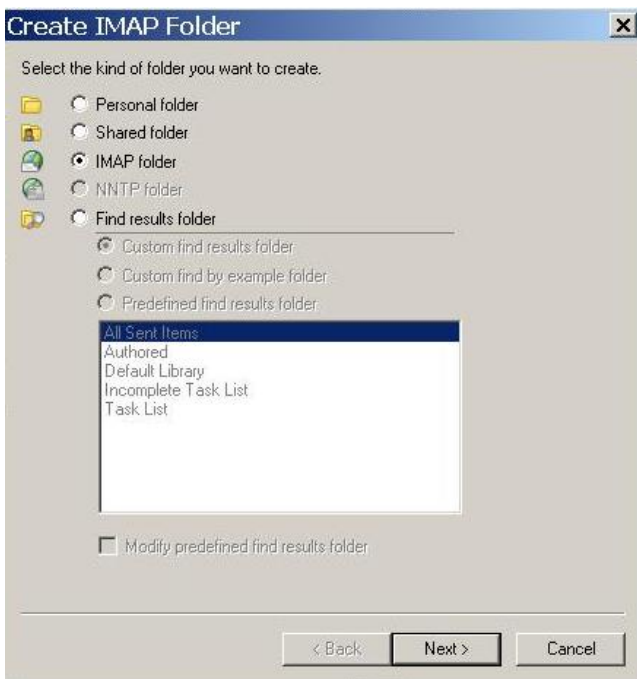 Create IMAP Folder
Select the kind of folder you want to create.
Personal folder
Shared folder
IMAP folder
NNTP folder
Find results folder
Custom find results folder
Custom find by example folder
Predefined find results folder
All Sent Items
Authored
Default Library
Incomplete Task List
Task List
Modify predefined find results folder
< Back Next > Cancel